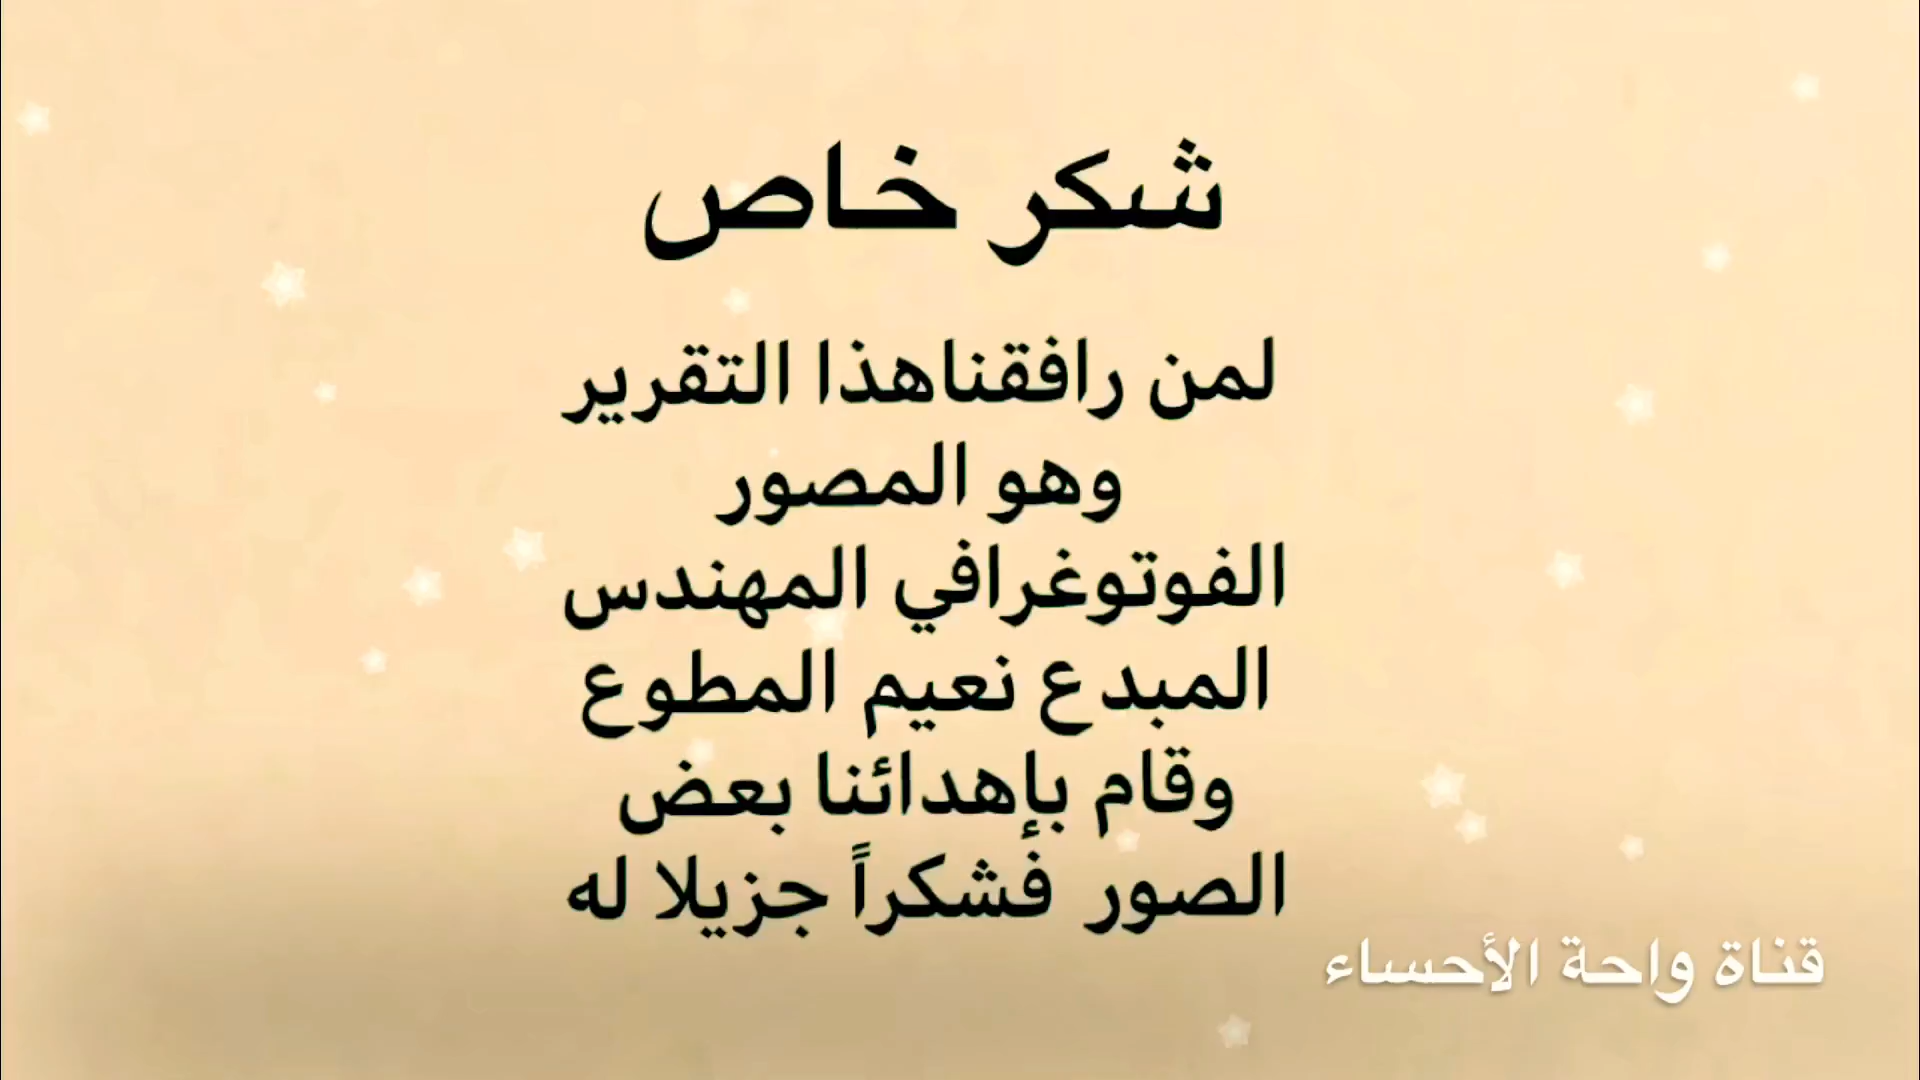 شكر خاص
لمن رافقناهذا التقرير
وهو المصور
الفوتوغرافي المهندس
المبدع نعيم المطوع
وقام بإهدائنا بعض
الصور فشكراً جزيلا له
قناة واحة الأحساء